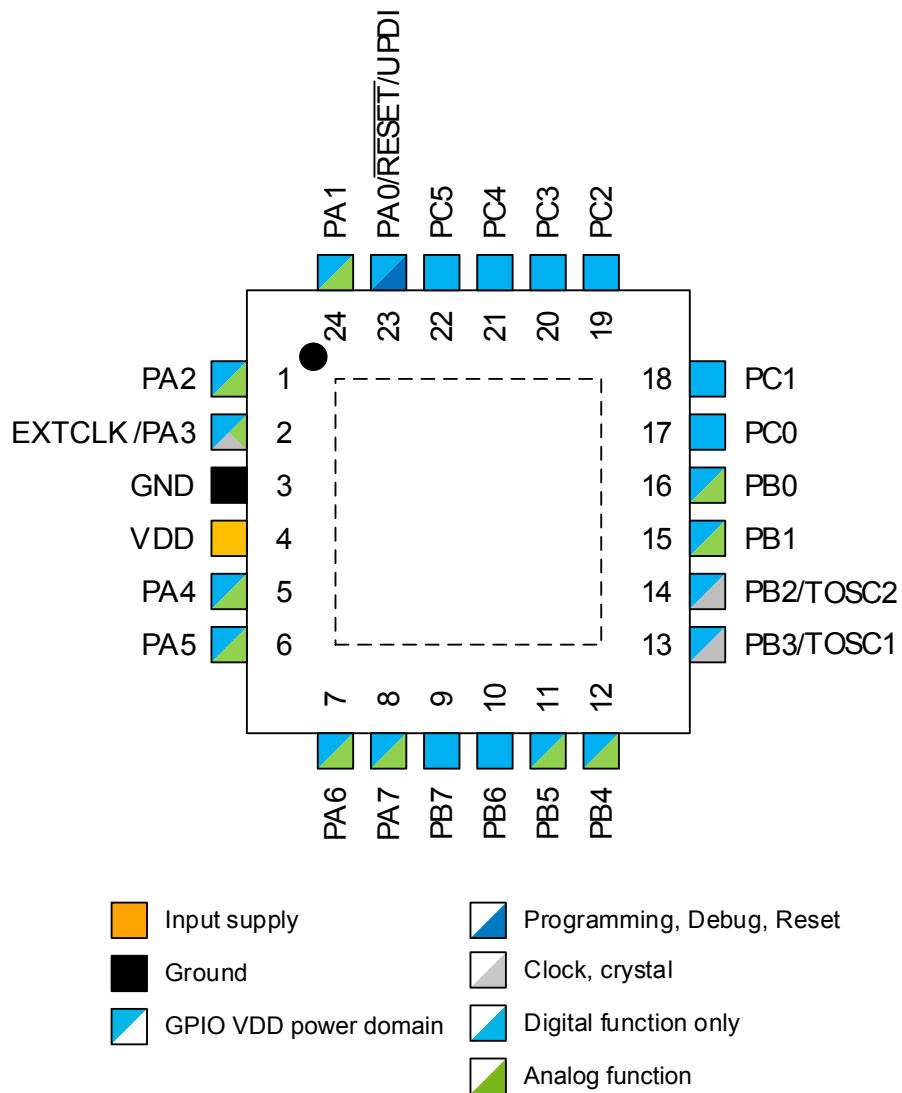 PA1
PA0/RESET/UPDI
PC5
PC4
PC3
PC2
24
23
22
21
20
19
PA2
1
18
PC1
EXTCLK/PA3
2
17
PC0
GND
3
16
PB0
VDD
4
15
PB1
PA4
5
14
PB2/TOSC2
PA5
6
13
PB3/TOSC1
7
8
9
10
11
12
PA6
PA7
PB7
PB6
PB5
PB4
Input supply
Programming, Debug, Reset
Ground
Clock, crystal
GPIO VDD power domain
Digital function only
Analog function